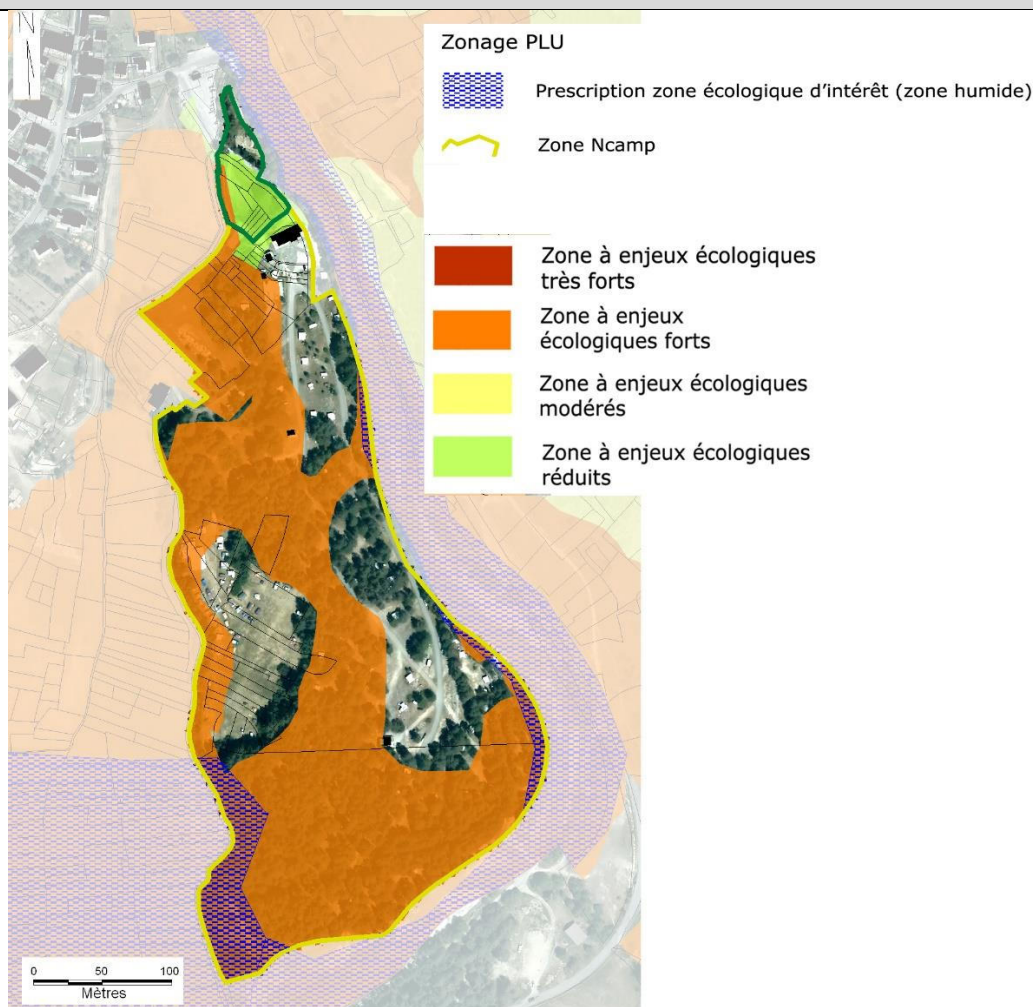 N
Zonage PLU
Prescription zone écologique d'intérêt (zone humide)
Zone Ncamp
Zone à enjeux écologiques
très forts
Zone à enjeux
écologiques forts
Zone à enjeux écologiques
modérés
Zone à enjeux écologiques
réduits
0 50 100
Mètres